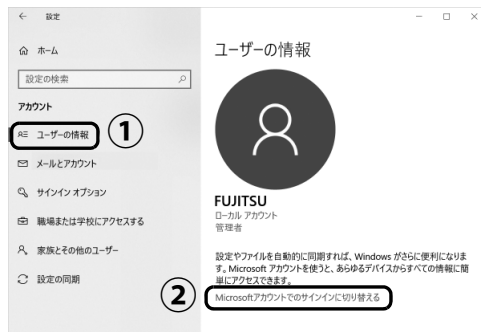 設定
ホーム
設定の検索
アカウント
ユーザーの情報
①
メールとアカウント
サインイン オプション
職場または学校にアクセスする
家族とその他のユーザー
設定の同期
ユーザーの情報
FUJITSU
ローカル アカウント
管理者
設定やファイルを自動的に同期すれば、Windows がさらに便利になりま
す。Microsoft アカウントを使うと、あらゆるデバイスからすべての情報に簡
単にアクセスできます。
②
Microsoftアカウントでのサインインに切り替える